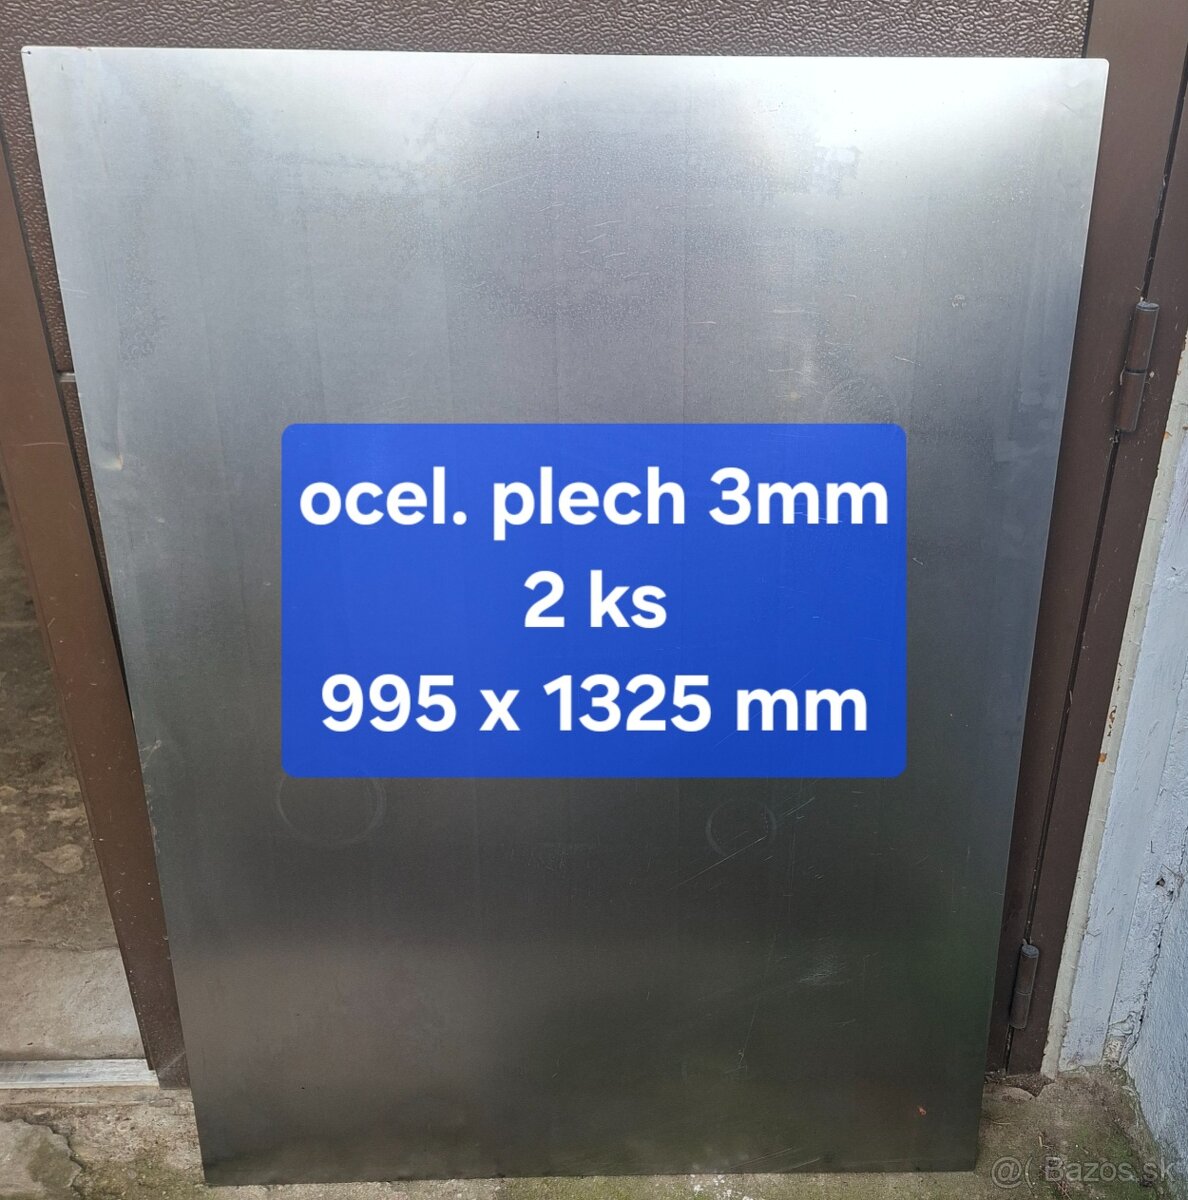 ocel. plech 3mm
2 ks
995 x 1325 mm
@( Bazos.sk